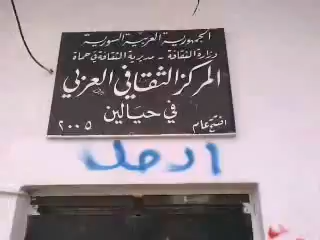 الجمهورية العربية السورية
وزارة الثقافة - مديرية الثقافة في حماة
المركز الثقافي العربي
في حيالين
افتتح عام ٢٠٠٥
ارحل